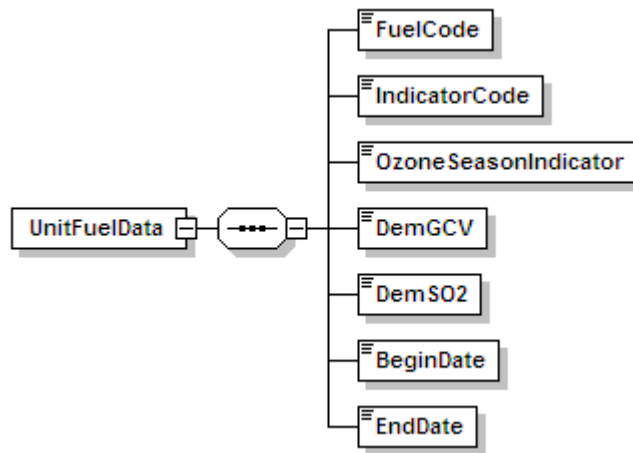 FuelCode
IndicatorCode
OzoneSeasonIndicator
UnitFuelData
DemGCV
DemSO2
BeginDate
EndDate